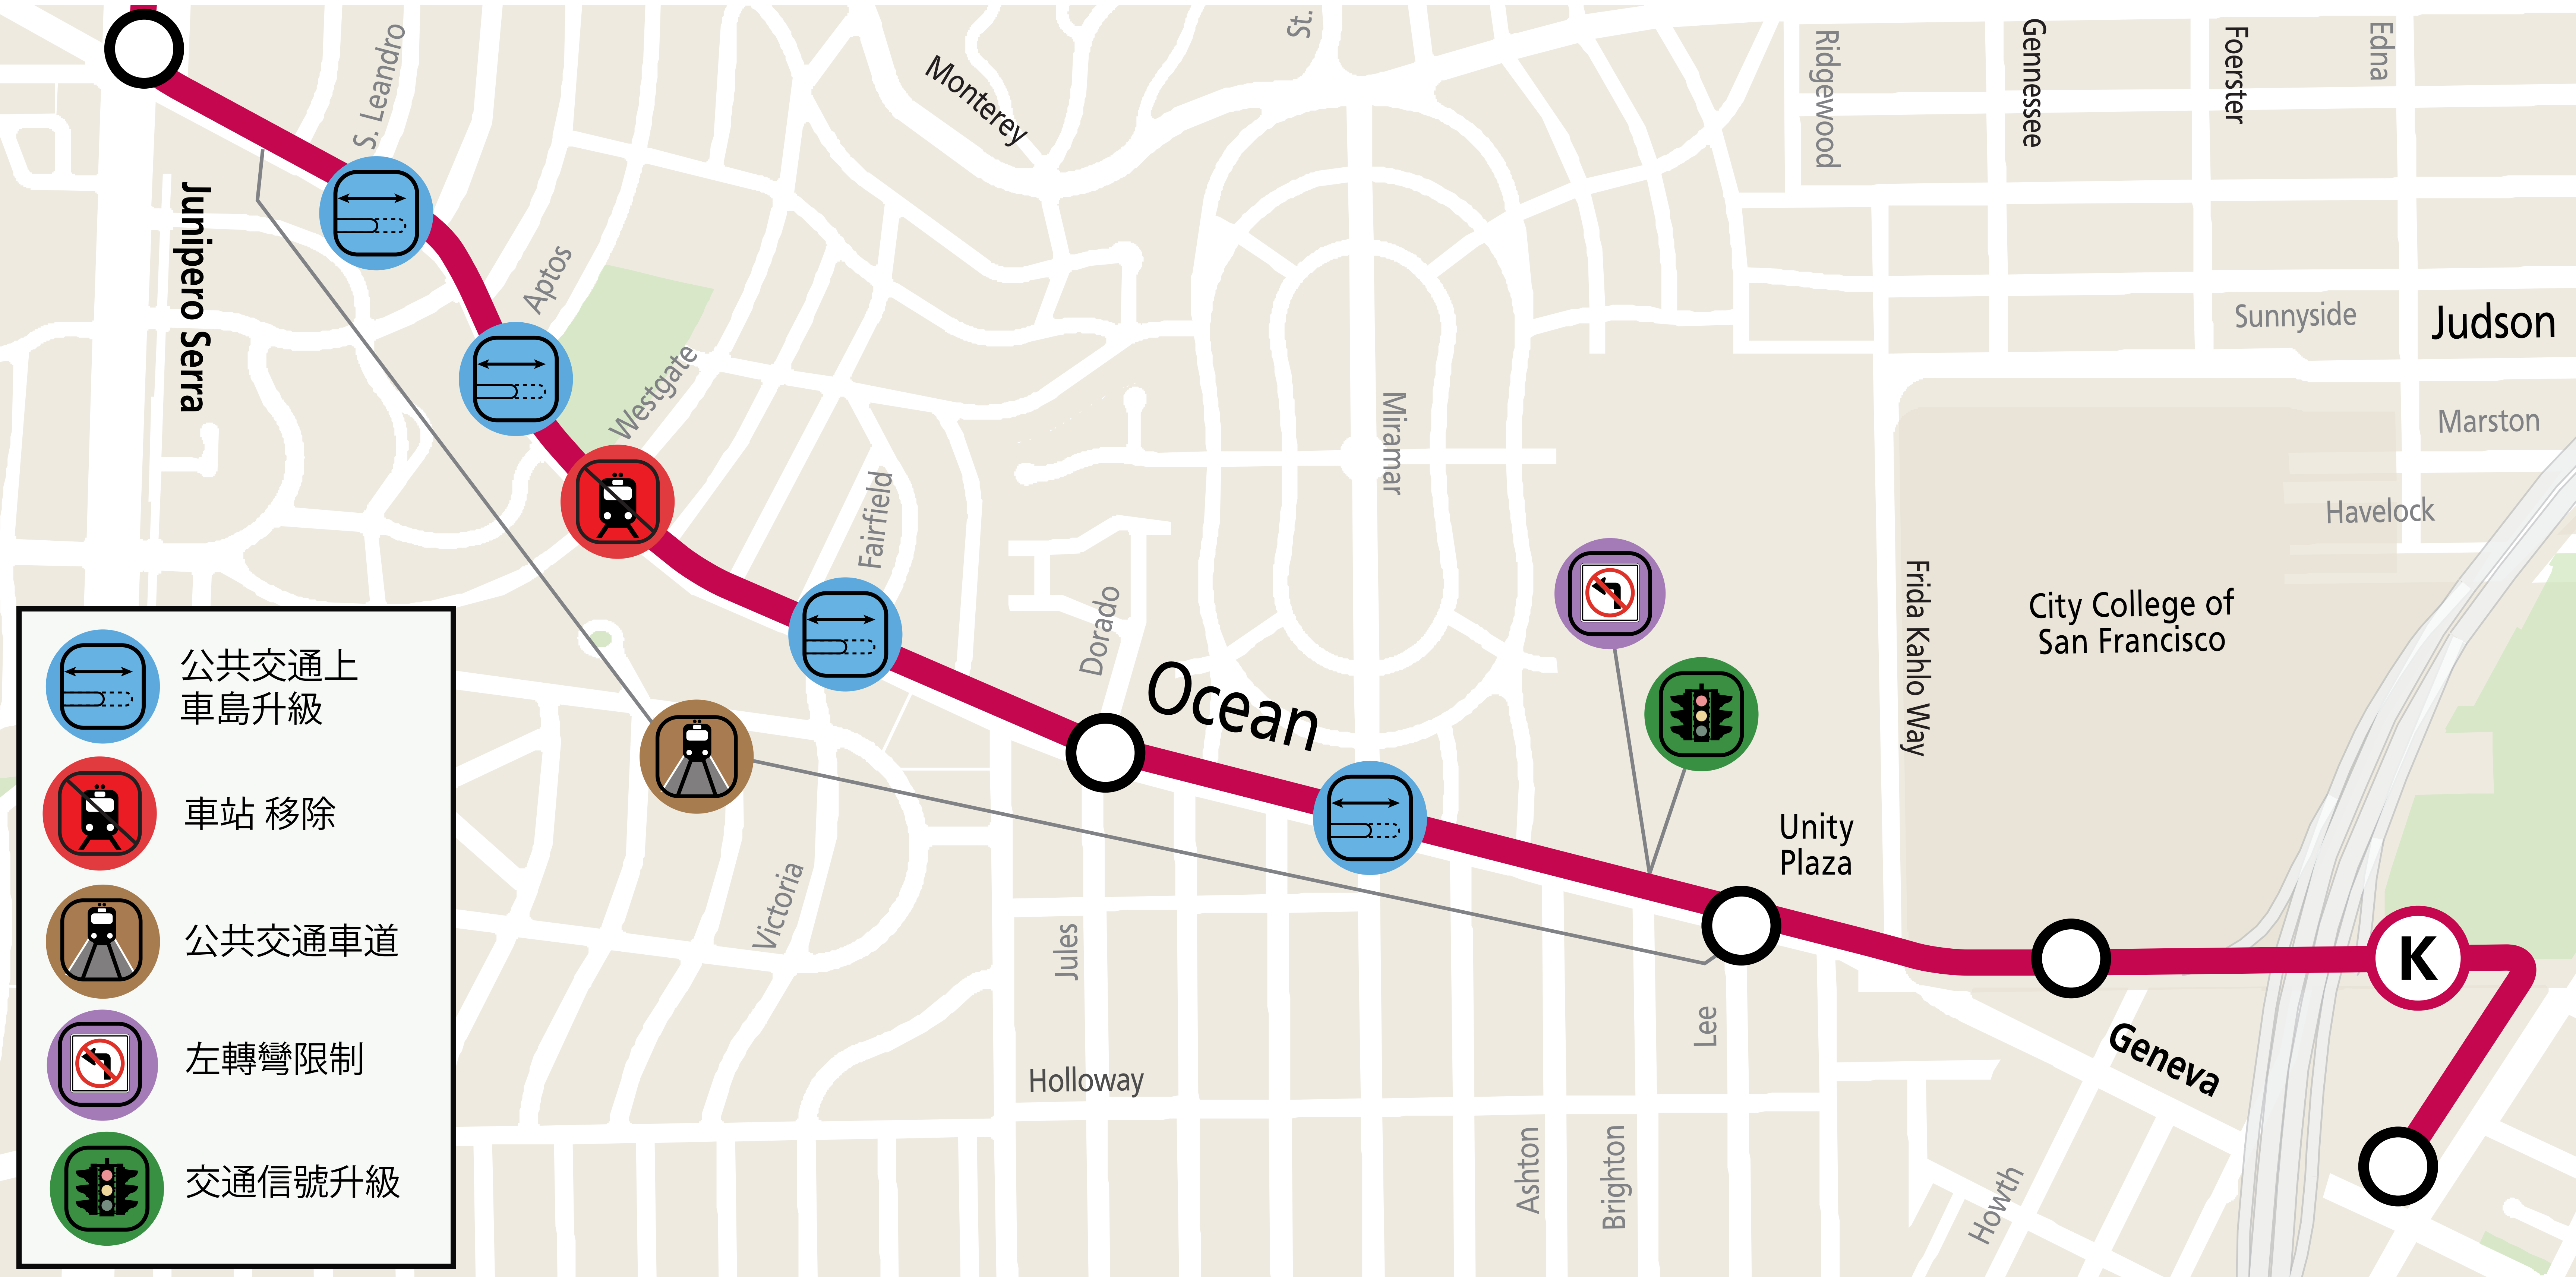 St.
S. Leandro
Monterey
Ridgewood
Gennessee
Foerster
Edna
Junipero Serra
Aptos
Westgate
Fairfield
Dorado
Miramar
Sunnyside
Judson
Marston
Havelock
Frida Kahlo Way
City College of
San Francisco
Ocean
Unity
Plaza
Victoria
Jules
Holloway
Lee
Ashton
Brighton
Howth
Geneva
K
公共交通上
車島升級
車站 移除
公共交通車道
左轉彎限制
交通信號升級